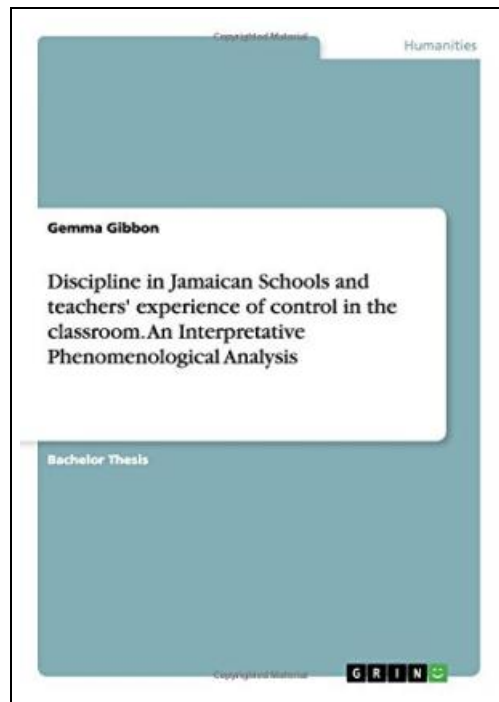 Copyrighted Material
Humanities
Gemma Gibbon
Discipline in Jamaican Schools and
teachers' experience of control in the
classroom. An Interpretative
Phenomenological Analysis
Bachelor Thesis
Copyrighted Material
GRIN